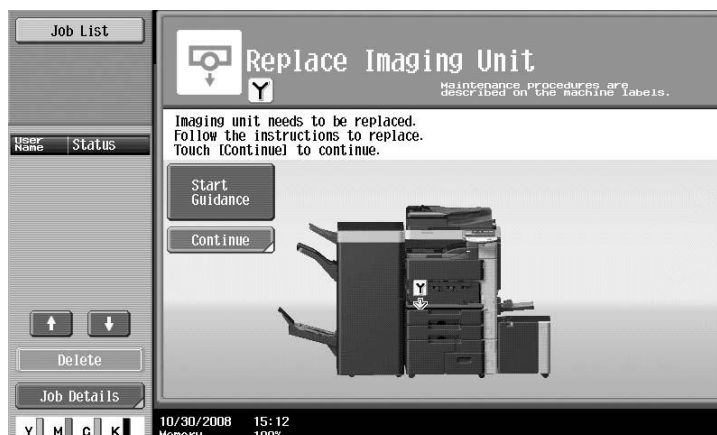 Job List
Replace Imaging Unit
Y
Maintenance procedures are
described on the machine labels.
Imaging unit needs to be replaced.
Follow the instructions to replace.
Touch [Continue] to continue.
User
Name
Status
Start
Guidance
Continue
Y
Delete
Job Details
10/30/2008 15:12
Y M C K
Memory 100%